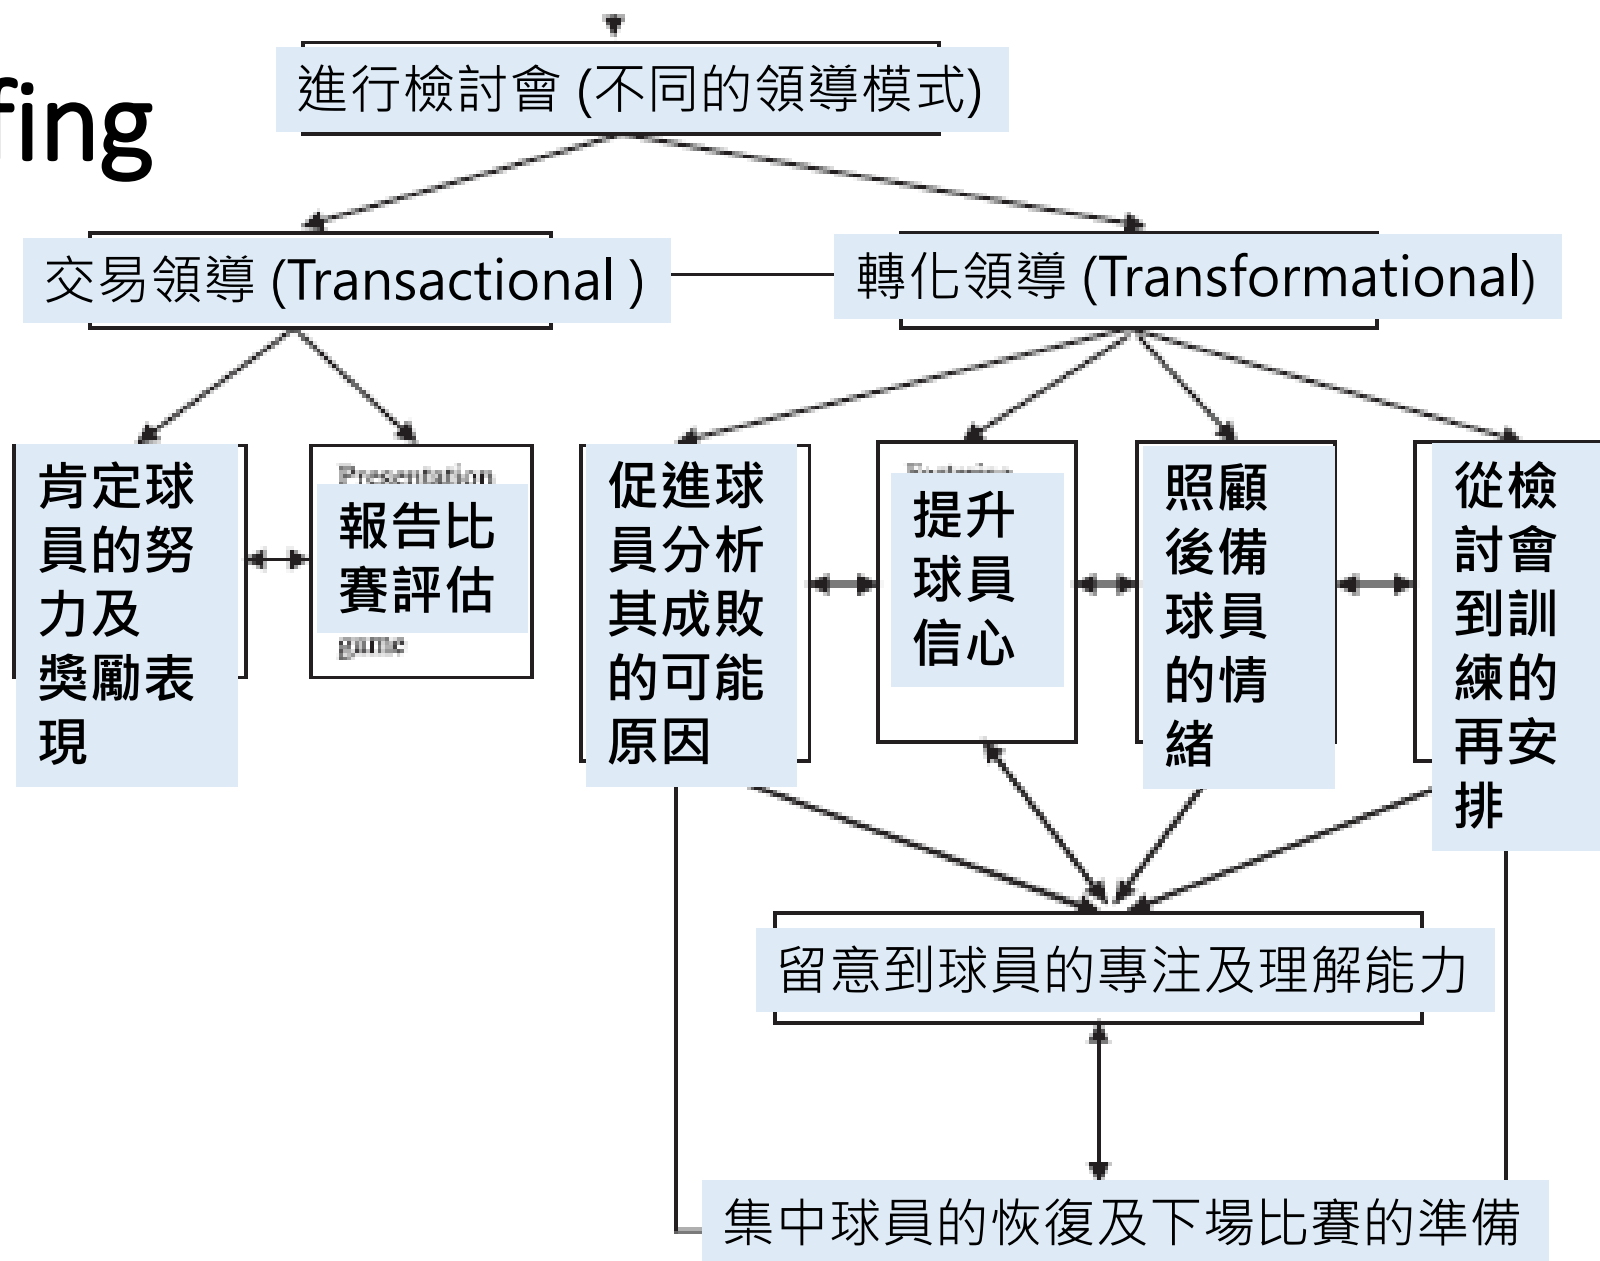 進行檢討會 (不同的領導模式)
fing
交易領導 (Transactional )
轉化領導 (Transformational)
肯定球
員的努
力及
獎勵表
現
Presentation
報告比
賽評估
game
促進球
員分析
其成敗
的可能
原因
提升
球員
信心
照顧
後備
球員
的情
緒
從檢
討會
到訓
練的
再安
排
留意到球員的專注及理解能力
集中球員的恢復及下場比賽的準備